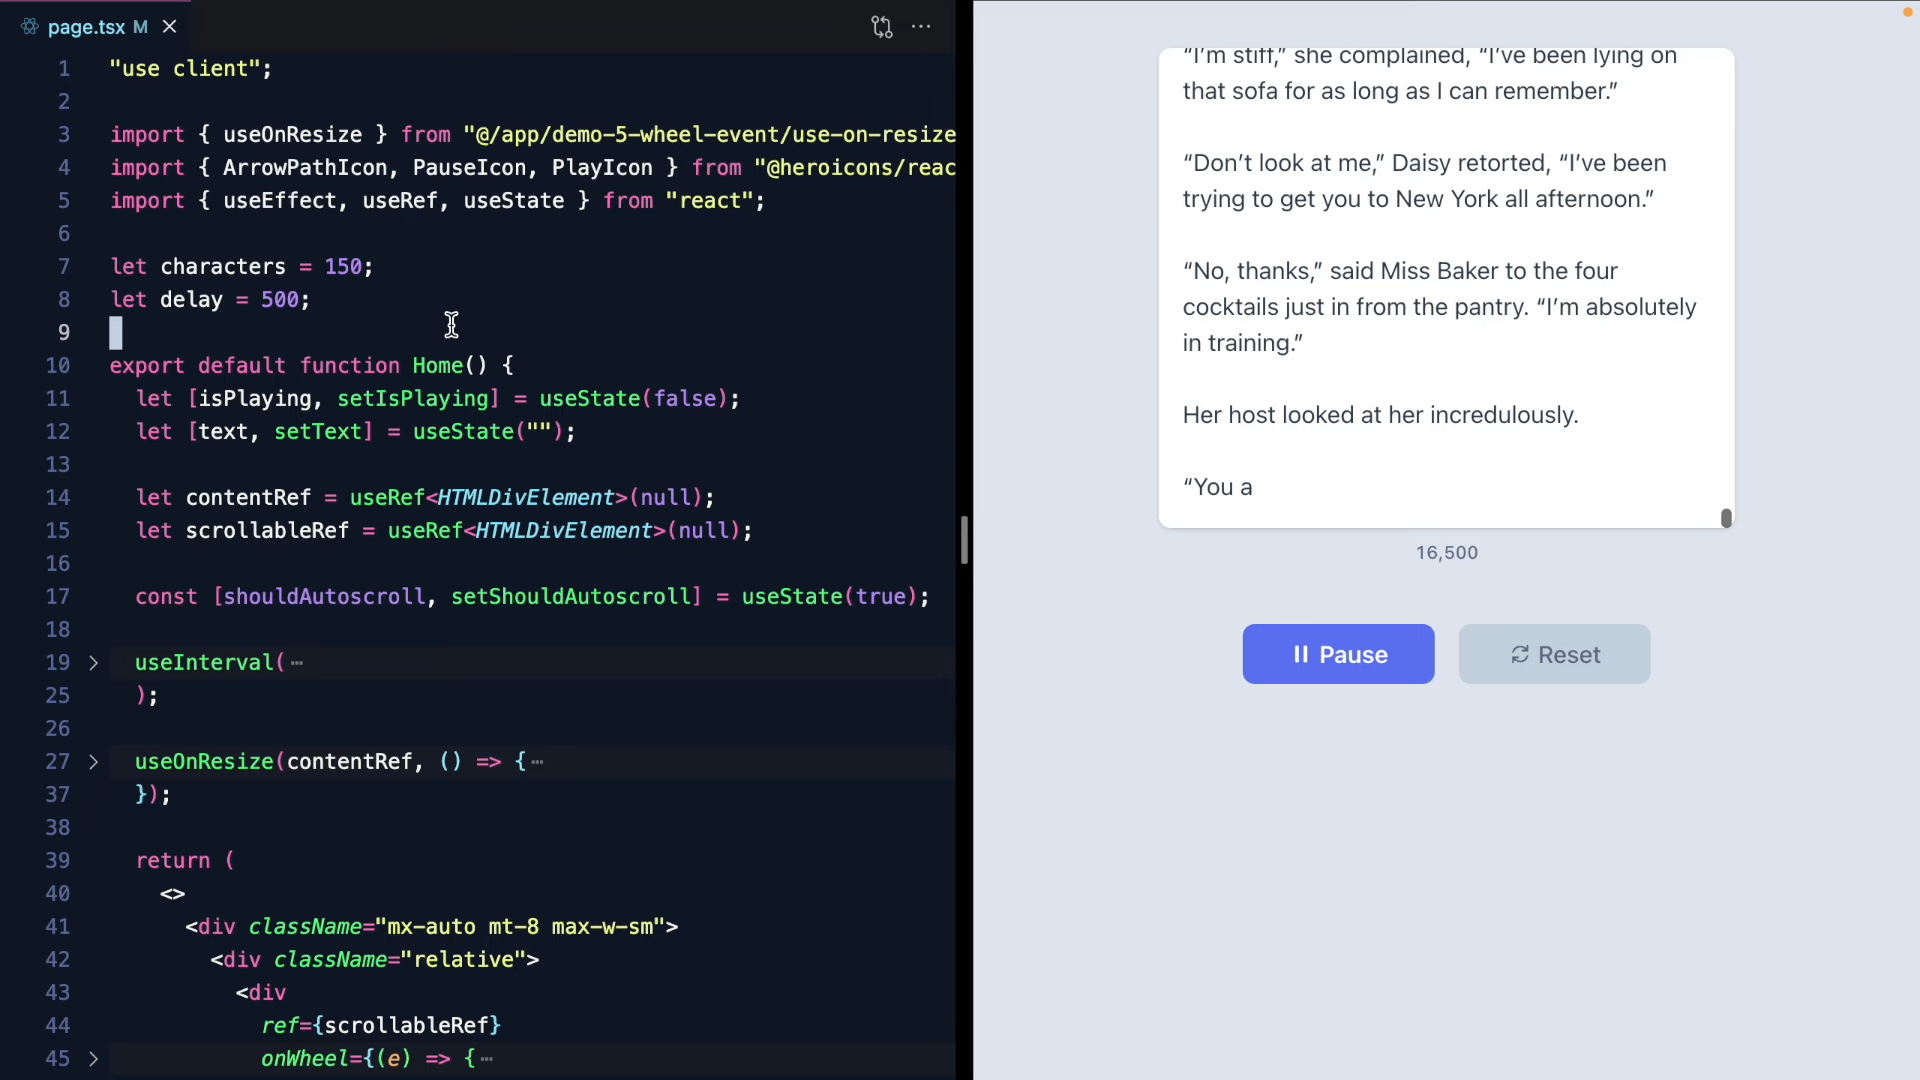 page.tsx M
1 "use client";
2
3 import { useOnResize } from "@/app/demo-5-wheel-event/use-on-resize
4 import { ArrowPathIcon, PauseIcon, PlayIcon } from "@heroicons/reac
5 import { useEffect, useRef, useState } from "react";
6
7 let characters = 150;
8 let delay = 500;
9
10 export default function Home() {
11 let [isPlaying, setIsPlaying] = useState(false);
12 let [text, setText] = useState("");
13
14 let contentRef = useRef<HTMLDivElement>(null);
15 let scrollableRef = useRef<HTMLDivElement>(null);
16
17 const [shouldAutoscroll, setShouldAutoscroll] = useState(true);
18
19 useInterval( ⋯
25 );
26
27 useOnResize(contentRef, () => { ⋯
37 });
38
39 return (
40 <>
41 <div className="mx-auto mt-8 max-w-sm">
42 <div className="relative">
43 <div
44 ref={scrollableRef}
45 onWheel={(e) => { ⋯
“I’m stiff,” she complained, “I’ve been lying on
that sofa for as long as I can remember.”
“Don’t look at me,” Daisy retorted, “I’ve been
trying to get you to New York all afternoon.”
“No, thanks,” said Miss Baker to the four
cocktails just in from the pantry. “I’m absolutely
in training.”
Her host looked at her incredulously.
“You a
16,500
Pause
Reset